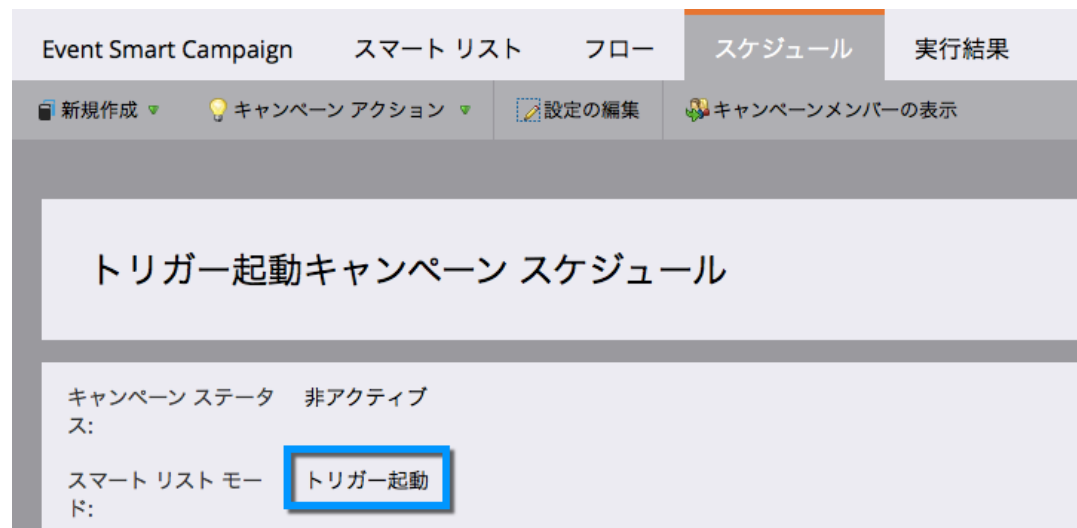 Event Smart Campaign スマート リスト フロー スケジュール 実行結果
新規作成 キャンペーン アクション 設定の編集 キャンペーンメンバーの表示
トリガー起動キャンペーン スケジュール
キャンペーン ステータ 非アクティブ
ス:
スマート リスト モー トリガー起動
ド: